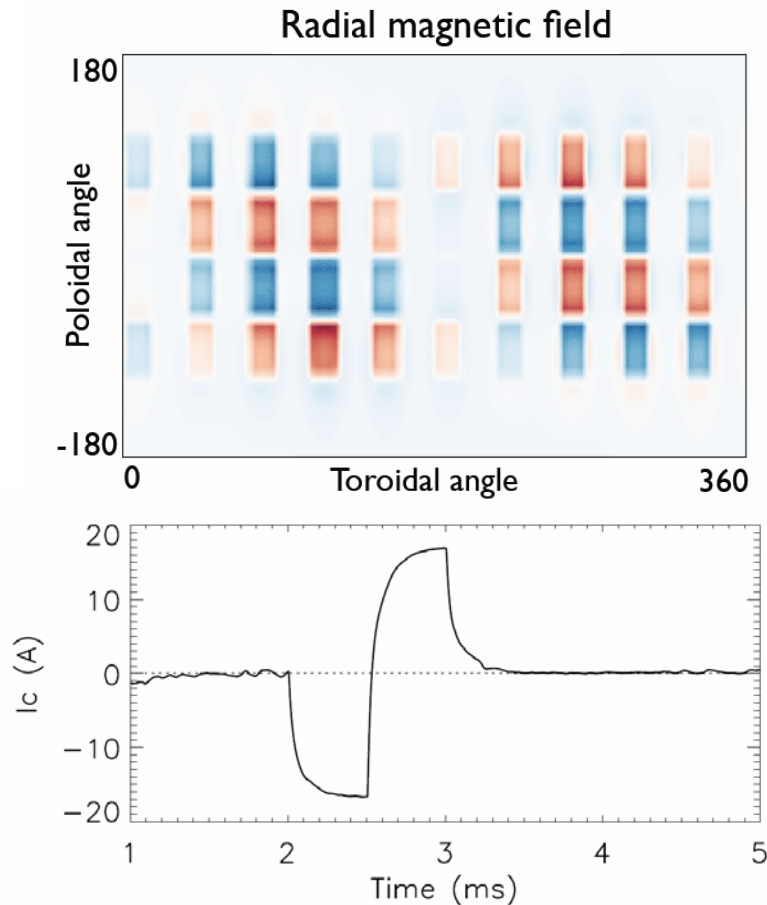 Radial magnetic field
180
Poloidal angle
-180
0 Toroidal angle 360
20
10
0
-10
-20
Ic (A)
1 2 3 4 5
Time (ms)